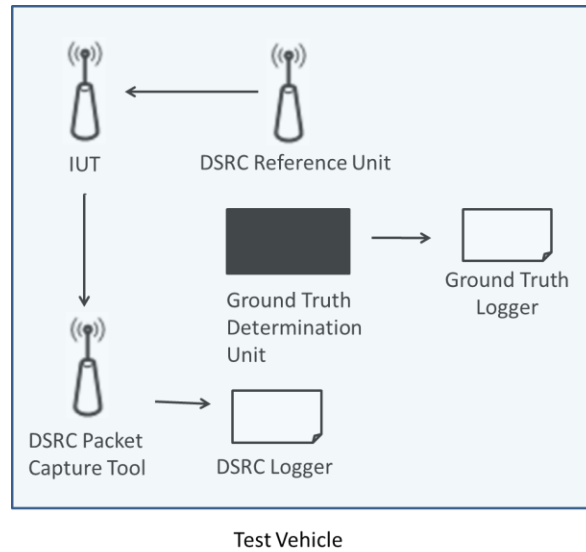 IUT
DSRC Reference Unit
Ground Truth
Determination
Unit
Ground Truth
Logger
DSRC Packet
Capture Tool
DSRC Logger
Test Vehicle